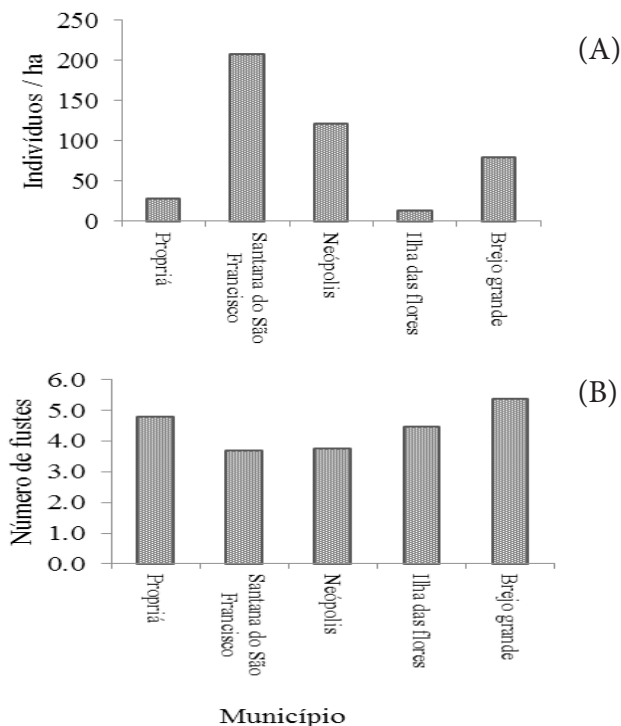 (A)
Indivíduos / ha
250
200
150
100
50
0
Propriá
Santana do São
Francisco
Neópolis
Ilha das flores
Brejo grande
(B)
Número de fustes
6.0
5.0
4.0
3.0
2.0
1.0
0.0
Propriá
Santana do São
Francisco
Neópolis
Ilha das flores
Brejo grande
Município